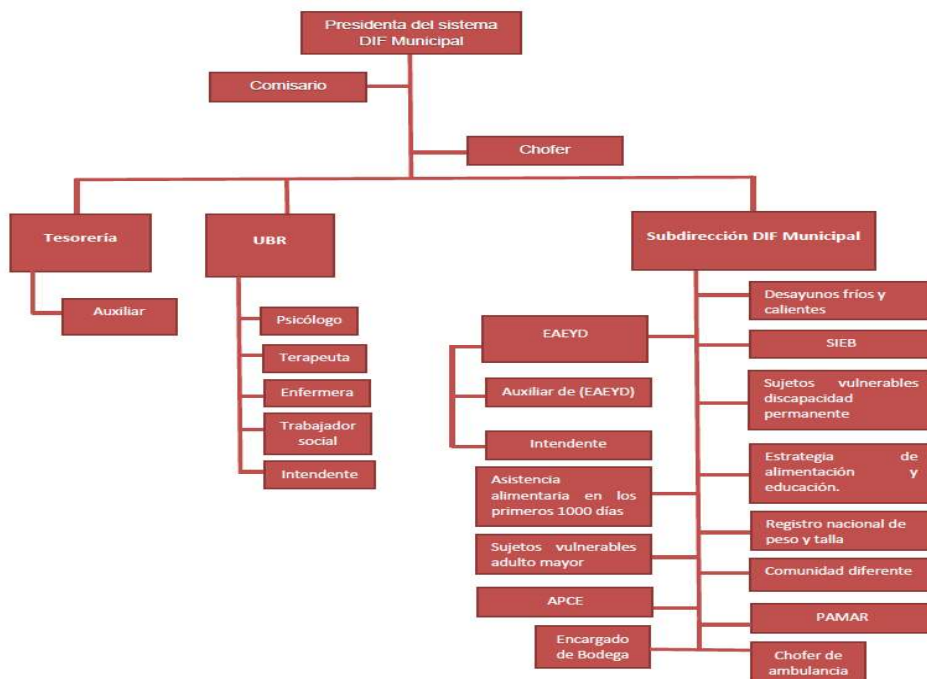 Presidenta del sistema
DIF Municipal
Comisario
Chofer
Tesorería
Auxiliar
UBR
Psicólogo
Terapeuta
Enfermera
Trabajador
social
Intendente
Subdirección DIF Municipal
EAEYD
Auxiliar de (EAEYD)
Intendente
Asistencia
alimentaria en los
primeros 1000 días
Sujetos vulnerables
adulto mayor
APCE
Encargado
de Bodega
Desayunos fríos y
calientes
SIEB
Sujetos vulnerables
discapacidad
permanente
Estrategia de
alimentación y
educación.
Registro nacional de
peso y talla
Comunidad diferente
PAMAR
Chofer de
ambulancia